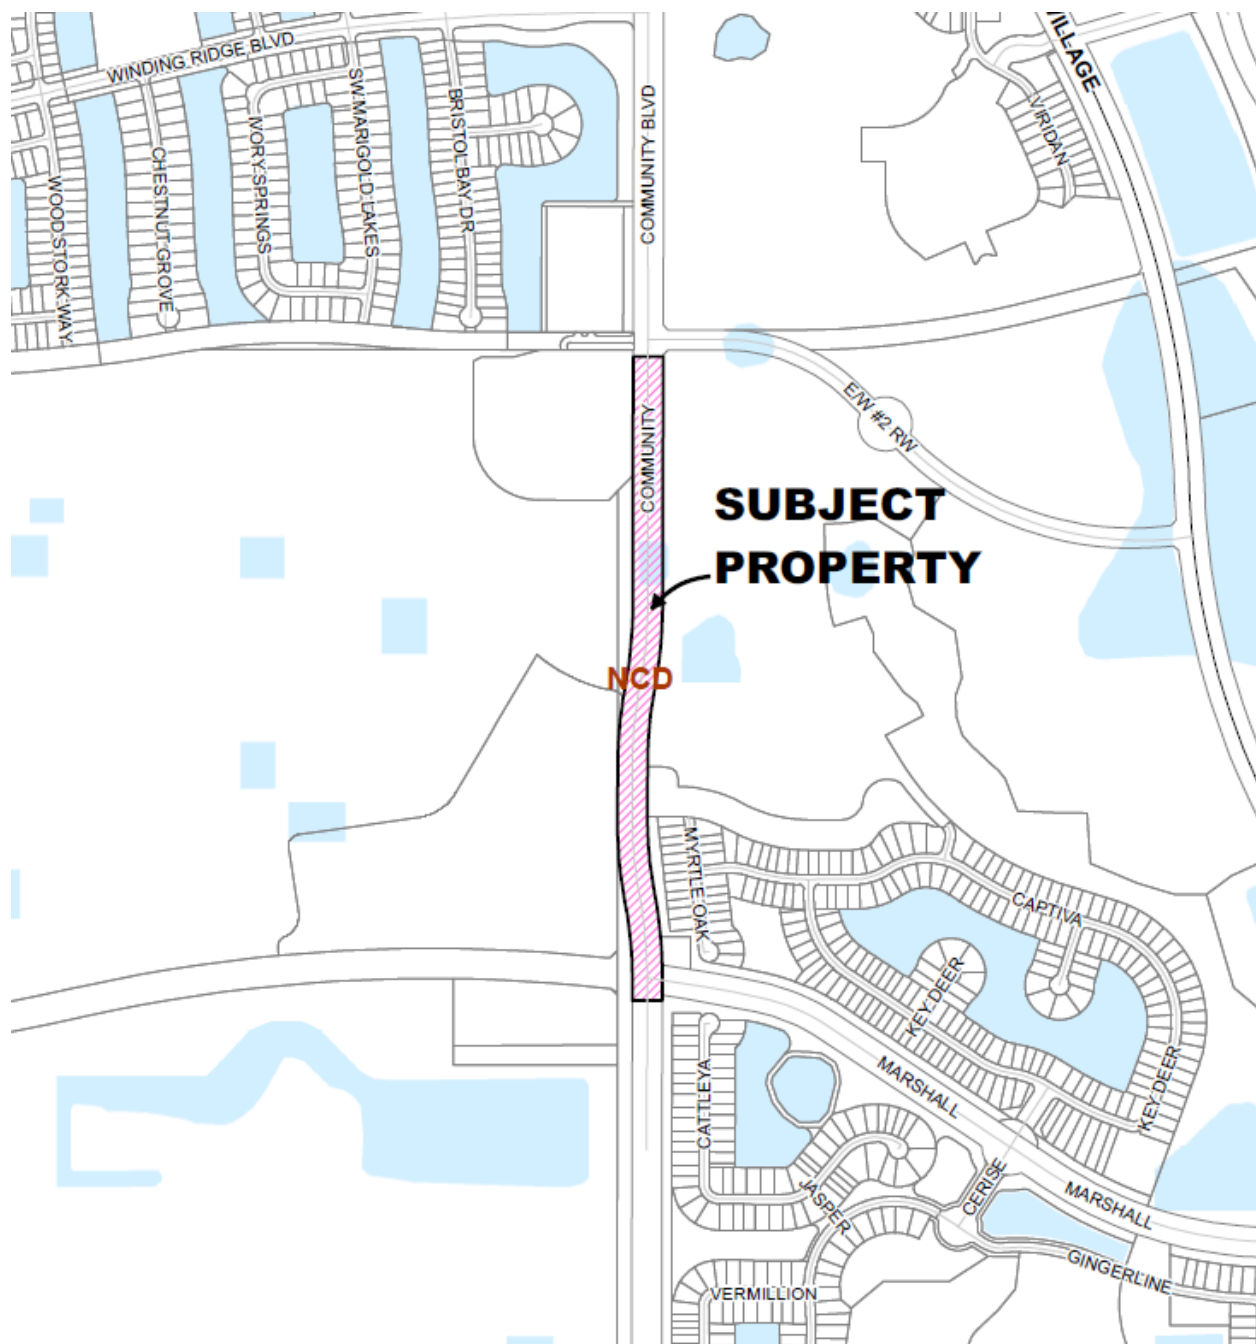 WINDING RIDGE BLVD
VILLAGE
SW MARIGOLD LAKES
BRISTOL BAY DR
COMMUNITY BLVD
VIRIDAN
IVORY SPRINGS
CHESTNUT GROVE
WOOD STORK WAY
E/W #2 RW
COMMUNITY
SUBJECT
PROPERTY
NCD
MYRTLE OAK
CAPTIVA
KEY DEER
MARSHALL
KEY DEER
CATTLEYA
CERISE
JASPER
MARSHALL
GINGERLINE
VERMILLION